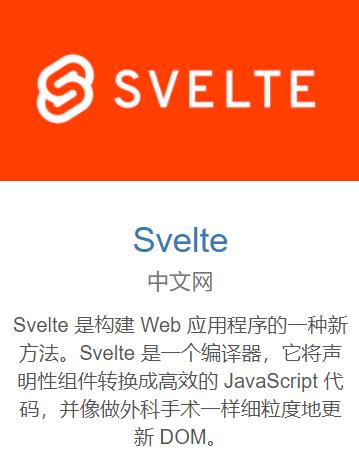 SVELTE
Svelte
中文网
Svelte 是构建 Web 应用程序的一种新
方法。Svelte 是一个编译器，它将声
明性组件转换成高效的 JavaScript 代
码，并像做外科手术一样细粒度地更
新 DOM。